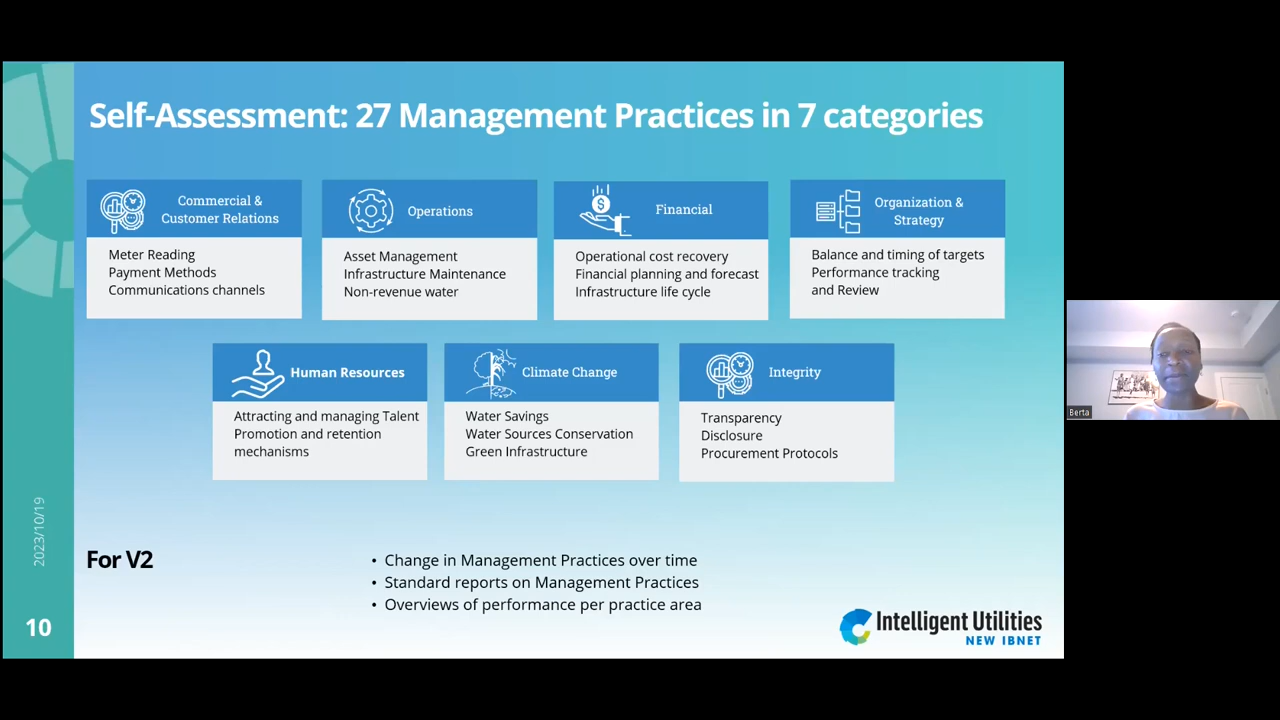 Self-Assessment: 27 Management Practices in 7 categories
Commercial &
Customer Relations
Meter Reading
Payment Methods
Communications channels
Operations
Asset Management
Infrastructure Maintenance
Non-revenue water
Financial
Operational cost recovery
Financial planning and forecast
Infrastructure life cycle
Organization &
Strategy
Balance and timing of targets
Performance tracking
and Review
Human Resources
Attracting and managing Talent
Promotion and retention
mechanisms
Climate Change
Water Savings
Water Sources Conservation
Green Infrastructure
Integrity
Transparency
Disclosure
Procurement Protocols
For V2
• Change in Management Practices over time
• Standard reports on Management Practices
• Overviews of performance per practice area
2023/10/19
10
Intelligent Utilities
NEW IBNET
Berta